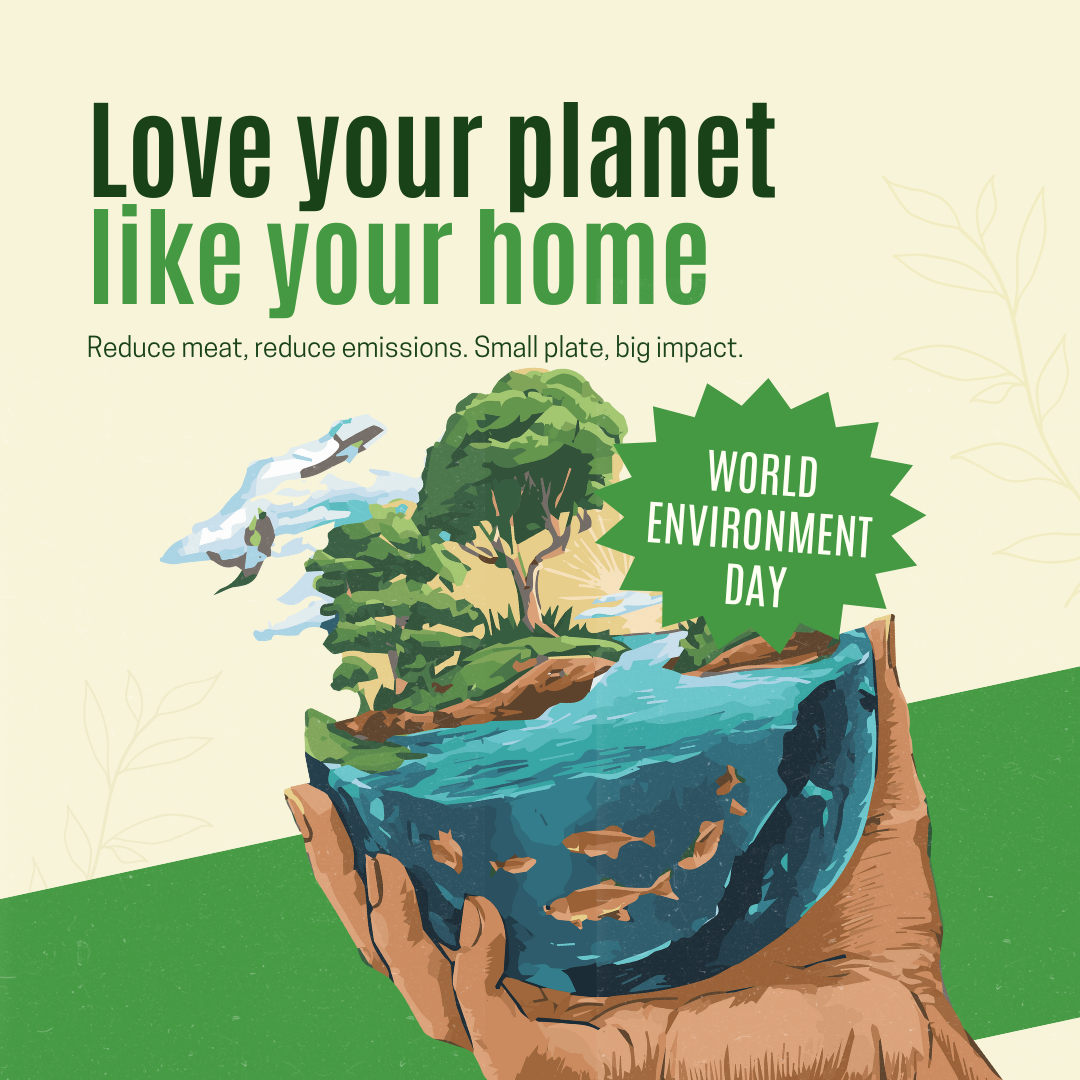 Love your planet
like your home
Reduce meat, reduce emissions. Small plate, big impact.
WORLD
ENVIRONMENT
DAY